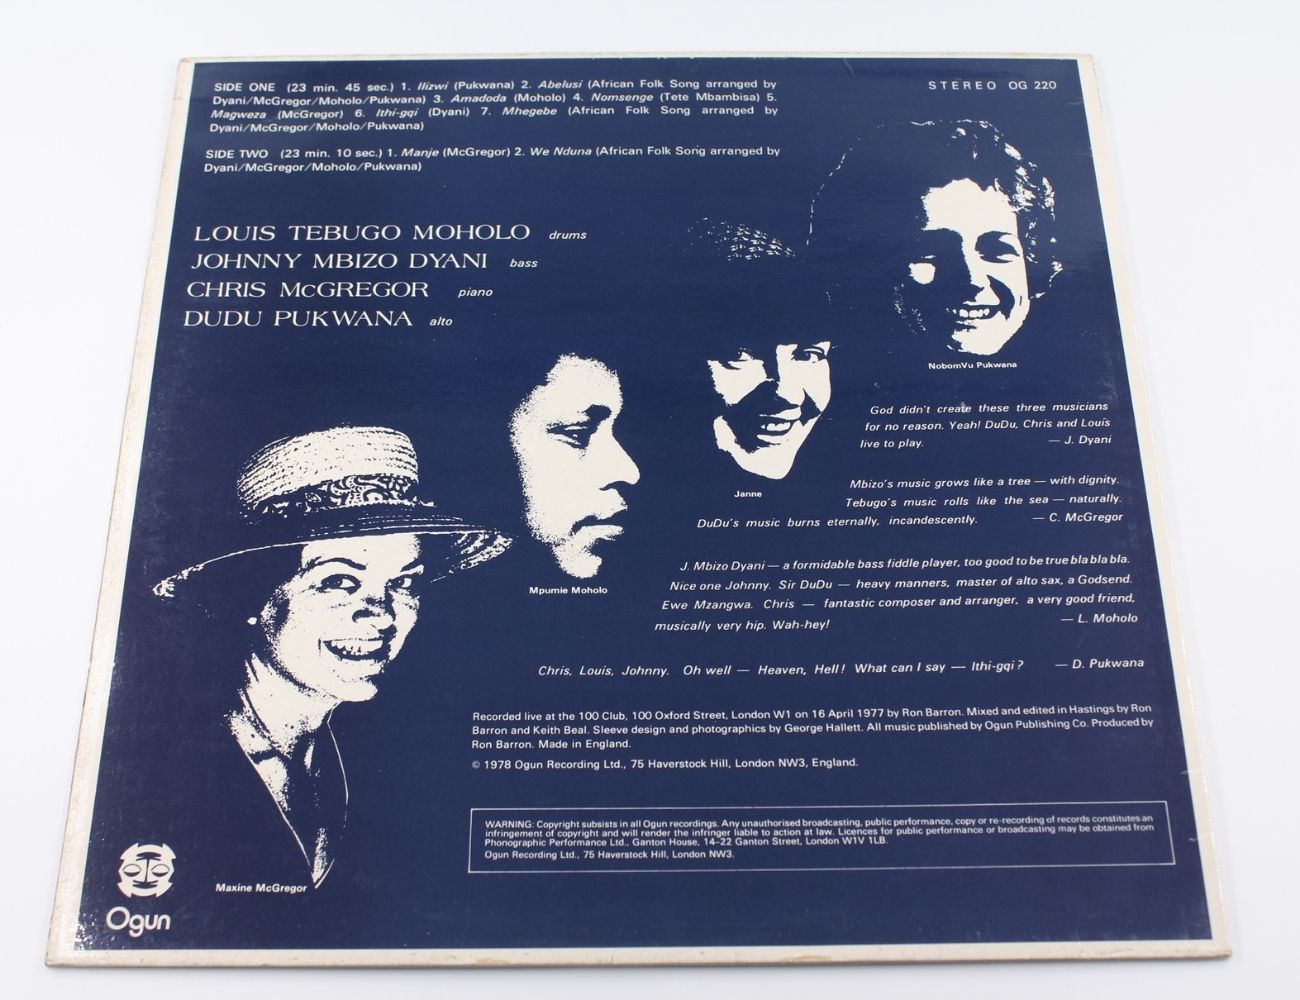 SIDE ONE (23 min. 45 sec.) 1. Ilizwi (Pukwana) 2. Abelusi (African Folk Song arranged by
Dyani/McGregor/Moholo/Pukwana) 3. Amadoda (Moholo) 4. Nomsenge (Tete Mbambisa) 5.
Magweza (McGregor) 6. Ithi-gqi (Dyani) 7. Mhegebe (African Folk Song arranged by
Dyani/McGregor/Moholo/Pukwana)
SIDE TWO (23 min. 10 sec.) 1. Manje (McGregor) 2. We Nduna (African Folk Song arranged by
Dyani/McGregor/Moholo/Pukwana)
STEREO OG 220
LOUIS TEBUGO MOHOLO drums
JOHNNY MBIZO DYANI bass
CHRIS McGREGOR piano
DUDU PUKWANA alto
NobomVu Pukwana
Janne
Mpumie Moholo
Maxine McGregor
God didn't create these three musicians
for no reason. Yeah! DuDu, Chris and Louis
live to play. — J. Dyani
Mbizo's music grows like a tree — with dignity.
Tebugo's music rolls like the sea — naturally.
DuDu's music burns eternally, incandescently. — C. McGregor
J. Mbizo Dyani — a formidable bass fiddle player, too good to be true bla bla bla.
Nice one Johnny. Sir DuDu — heavy manners, master of alto sax, a Godsend.
Ewe Mzangwa. Chris — fantastic composer and arranger, a very good friend,
musically very hip. Wah-hey! — L. Moholo
Chris, Louis, Johnny. Oh well — Heaven, Hell! What can I say — Ithi-gqi? — D. Pukwana
Recorded live at the 100 Club, 100 Oxford Street, London W1 on 16 April 1977 by Ron Barron. Mixed and edited in Hastings by Ron
Barron and Keith Beal. Sleeve design and photographics by George Hallett. All music published by Ogun Publishing Co. Produced by
Ron Barron. Made in England.
© 1978 Ogun Recording Ltd., 75 Haverstock Hill, London NW3, England.
WARNING: Copyright subsists in all Ogun recordings. Any unauthorised broadcasting, public performance, copy or re-recording of records constitutes an
infringement of copyright and will render the infringer liable to action at law. Licences for public performance or broadcasting may be obtained from
Phonographic Performance Ltd., Ganton House, 14-22 Ganton Street, London W1V 1LB.
Ogun Recording Ltd., 75 Haverstock Hill, London NW3.
Ogun